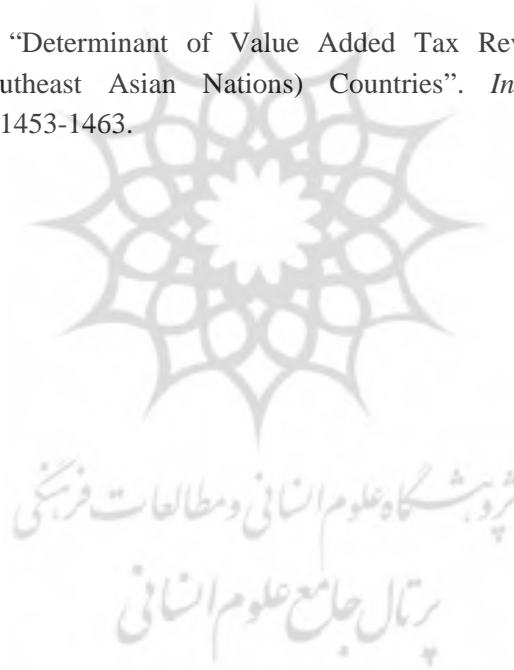 “Determinant of Value Added Tax Rev
utheast Asian Nations) Countries”. In
1453-1463.
پژوهشگاه علوم انسانی و مطالعات فرهنگی
پرتال جامع علوم انسانی